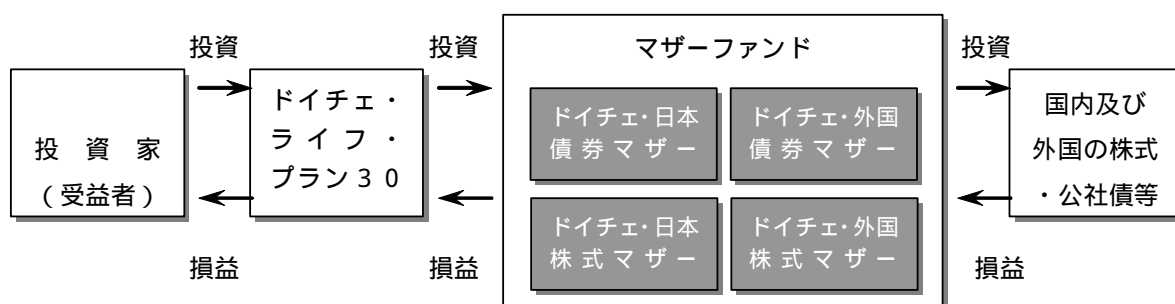 マザーファンド
投資
投資
投資
投　資　家
（受益者）
ドイチェ・
ライフ・
プラン３０
ドイチェ・日本
債券マザー
ドイチェ・外国
債券マザー
ドイチェ・日本
株式マザー
ドイチェ・外国
株式マザー
国内及び
外国の株式
・公社債等
損益
損益
損益